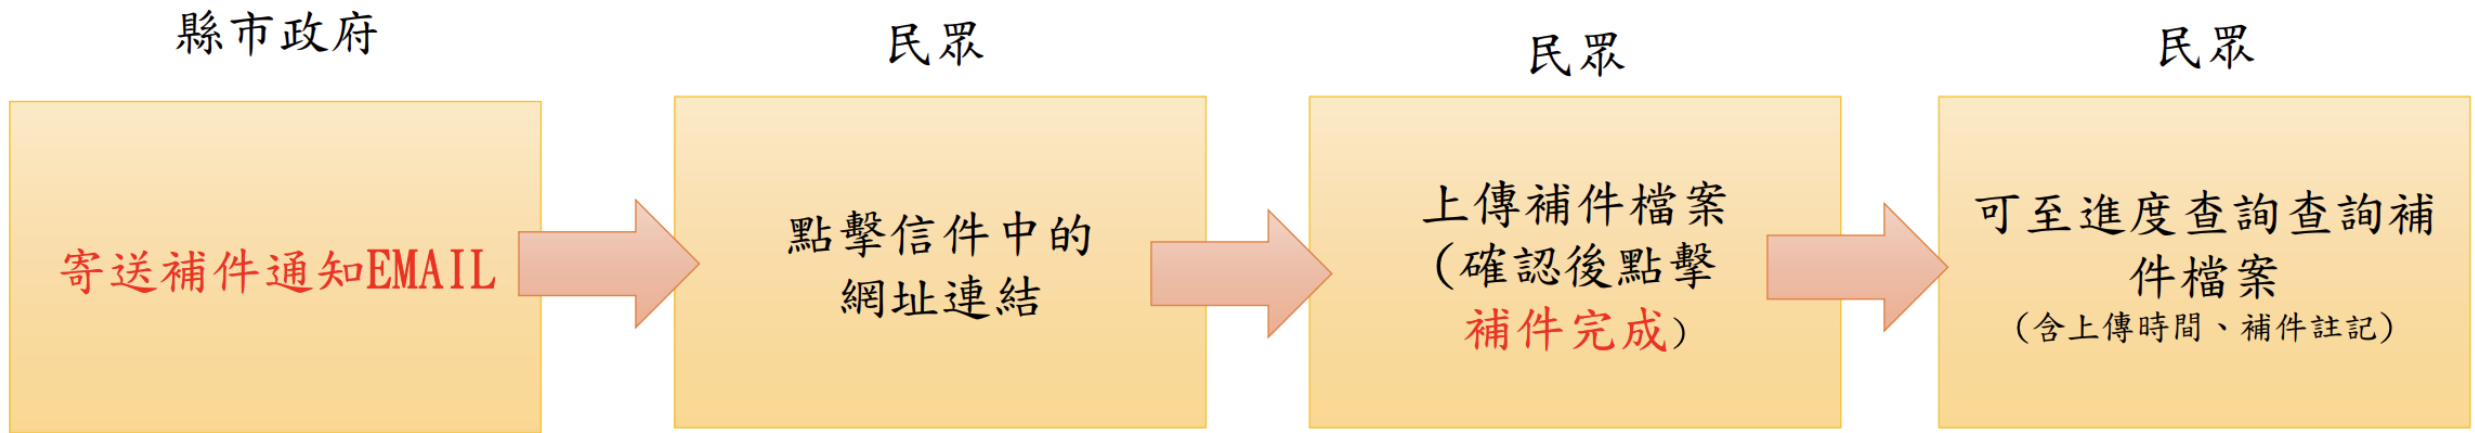 縣市政府
民眾
民眾
民眾
寄送補件通知EMAIL
點擊信件中的
網址連結
上傳補件檔案
(確認後點擊
補件完成)
可至進度查詢查詢補
件檔案
(含上傳時間、補件註記)